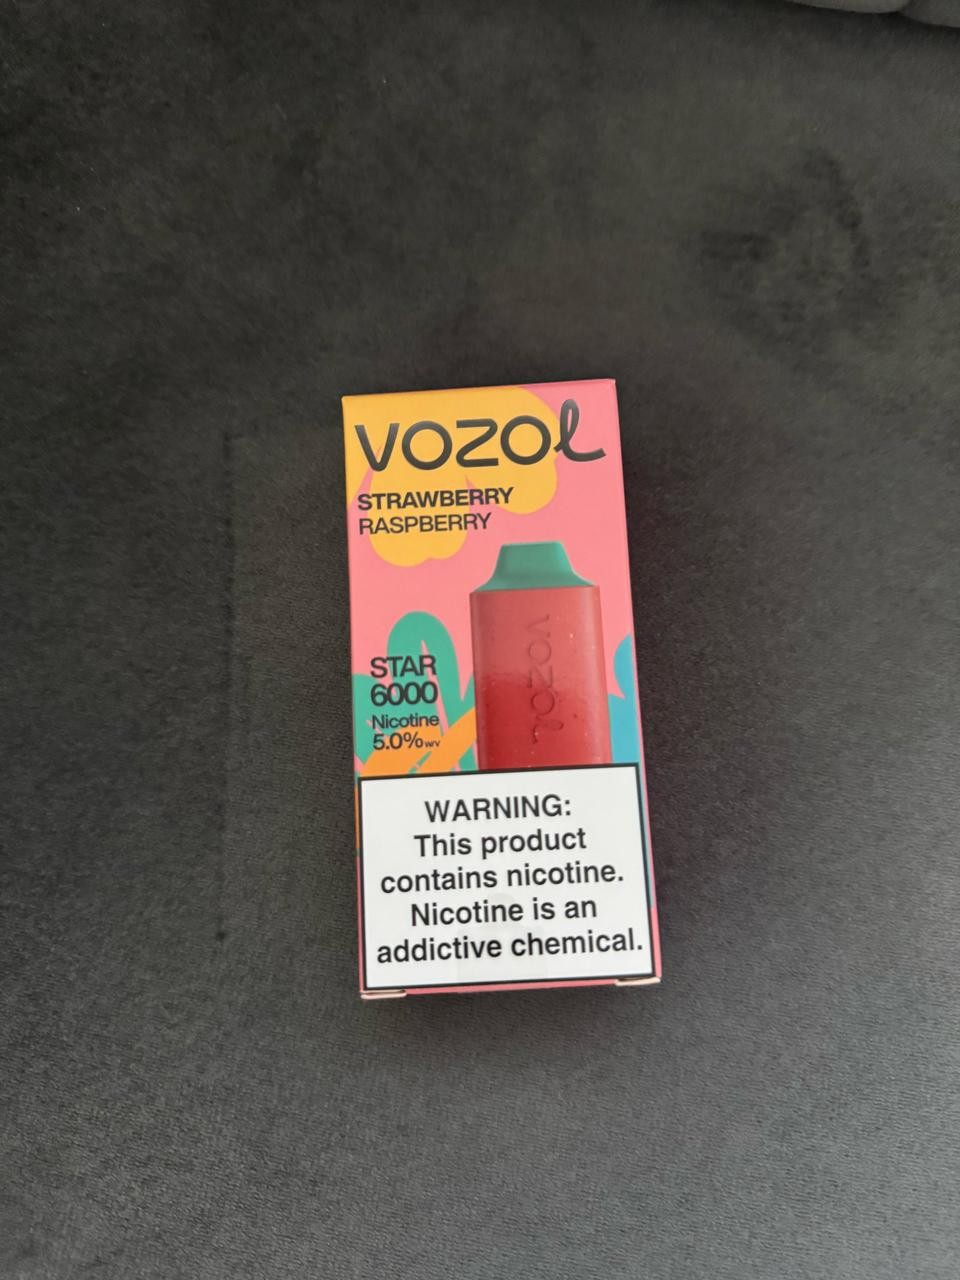 VOZOL
STRAWBERRY
RASPBERRY
VOZOL
STAR
6000
Nicotine
5.0% w/v
WARNING:
This product
contains nicotine.
Nicotine is an
addictive chemical.